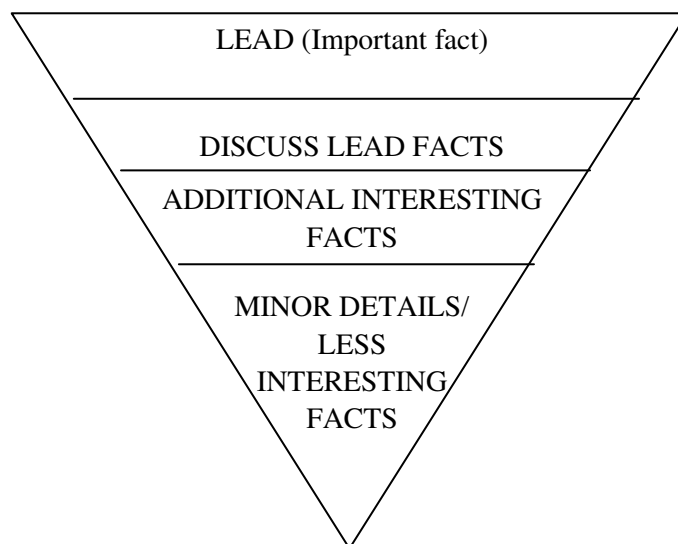 LEAD (Important fact)
DISCUSS LEAD FACTS
ADDITIONAL INTERESTING
FACTS
MINOR DETAILS/
LESS
INTERESTING
FACTS